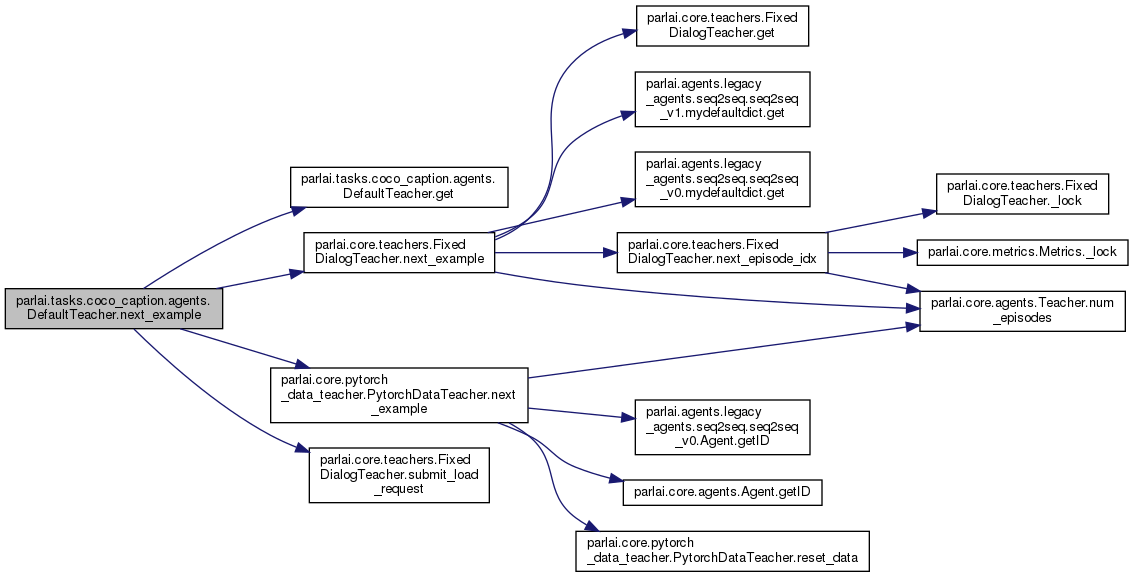 parlai.core.teachers.Fixed
DialogTeacher.get
parlai.agents.legacy
_agents.seq2seq.seq2seq
_v1.mydefaultdict.get
parlai.agents.legacy
_agents.seq2seq.seq2seq
_v0.mydefaultdict.get
parlai.tasks.coco_caption.agents.
DefaultTeacher.get
parlai.core.teachers.Fixed
DialogTeacher._lock
parlai.core.teachers.Fixed
DialogTeacher.next_example
parlai.core.teachers.Fixed
DialogTeacher.next_episode_idx
parlai.core.metrics.Metrics._lock
parlai.tasks.coco_caption.agents.
DefaultTeacher.next_example
parlai.core.agents.Teacher.num
_episodes
parlai.core.pytorch
_data_teacher.PytorchDataTeacher.next
_example
parlai.agents.legacy
_agents.seq2seq.seq2seq
_v0.Agent.getID
parlai.core.teachers.Fixed
DialogTeacher.submit_load
_request
parlai.core.agents.Agent.getID
parlai.core.pytorch
_data_teacher.PytorchDataTeacher.reset_data